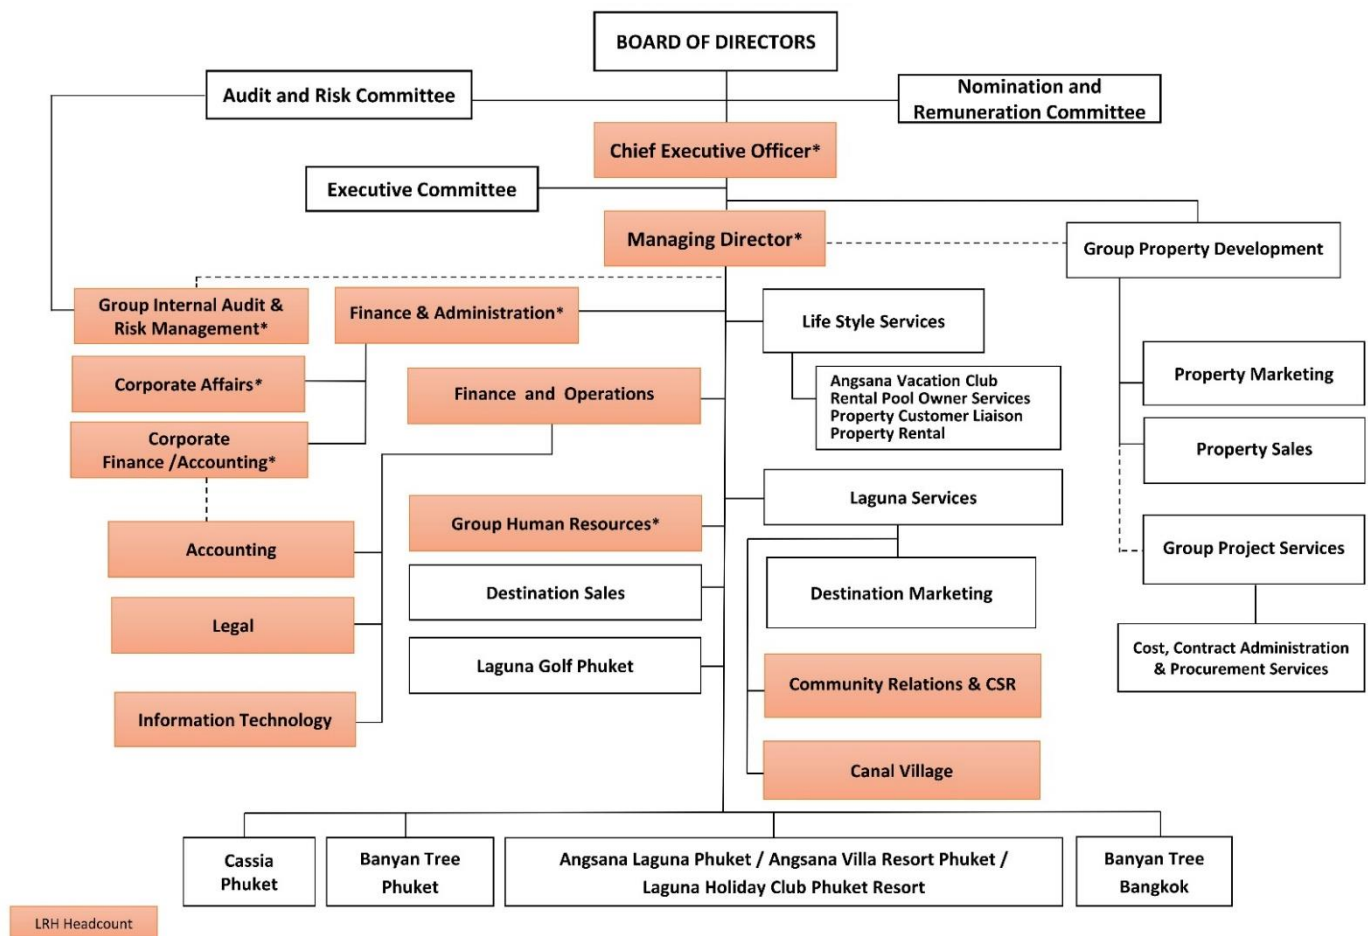 BOARD OF DIRECTORS
Audit and Risk Committee
Nomination and
Remuneration Committee
Chief Executive Officer*
Executive Committee
Managing Director*
Group Property Development
Group Internal Audit &
Risk Management*
Finance & Administration*
Life Style Services
Corporate Affairs*
Finance and Operations
Angsana Vacation Club
Rental Pool Owner Services
Property Customer Liaison
Property Rental
Property Marketing
Corporate
Finance /Accounting*
Property Sales
Laguna Services
Group Human Resources*
Accounting
Group Project Services
Destination Sales
Destination Marketing
Legal
Laguna Golf Phuket
Cost, Contract Administration
& Procurement Services
Community Relations & CSR
Information Technology
Canal Village
Cassia
Phuket
Banyan Tree
Phuket
Angsana Laguna Phuket / Angsana Villa Resort Phuket /
Laguna Holiday Club Phuket Resort
Banyan Tree
Bangkok
LRH Headcount